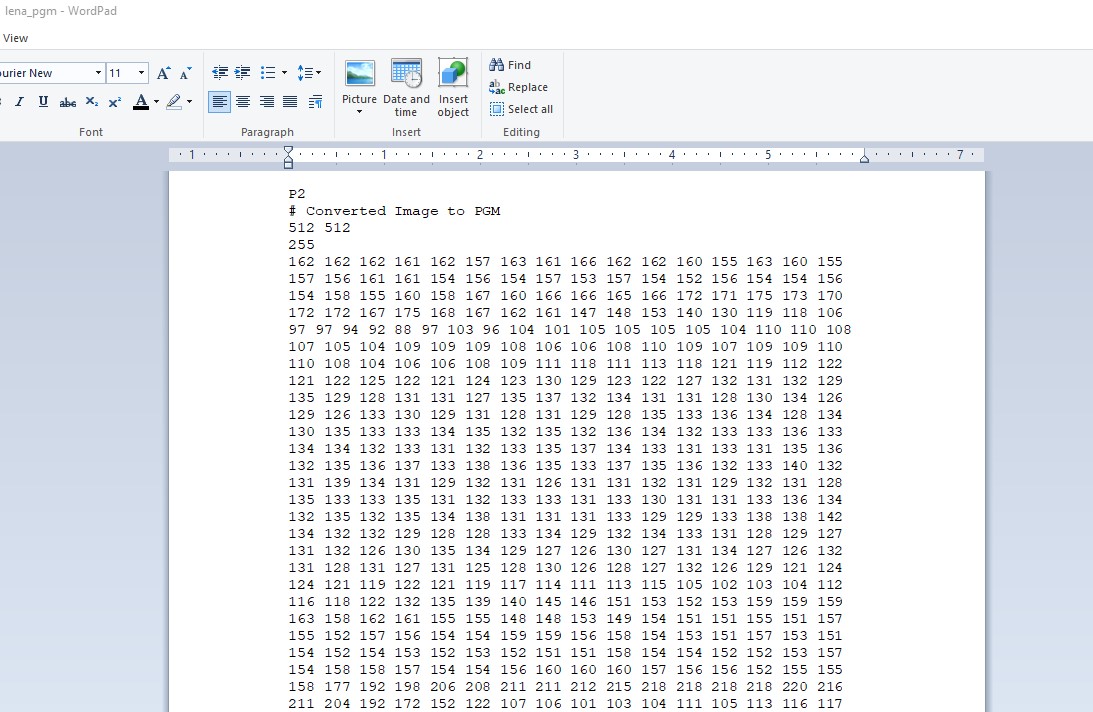 lena_pgm - WordPad
View
ourier New
11
A A
I U abc X₂ X² A
Font
Paragraph
Picture
Date and time
Insert object
Insert
Find
Replace
Select all
Editing
1 1 2 3 4 5 7
P2
# Converted Image to PGM
512 512
255
162 162 162 161 162 157 163 161 166 162 162 160 155 163 160 155
157 156 161 161 154 156 154 157 153 157 154 152 156 154 154 156
154 158 155 160 158 167 160 166 166 165 166 172 171 175 173 170
172 172 167 175 168 167 162 161 147 148 153 140 130 119 118 106
97 97 94 92 88 97 103 96 104 101 105 105 105 105 104 110 110 108
107 105 104 109 109 109 108 106 106 108 110 109 107 109 109 110
110 108 104 106 106 108 109 111 118 111 113 118 121 119 112 122
121 122 125 122 121 124 123 130 129 123 122 127 132 131 132 129
135 129 128 131 131 127 135 137 132 134 131 131 128 130 134 126
129 126 133 130 129 131 128 131 129 128 135 133 136 134 128 134
130 135 133 133 134 135 132 135 132 136 134 132 133 133 136 133
134 134 132 133 131 132 133 135 137 134 133 131 133 131 135 136
132 135 136 137 133 138 136 135 133 137 135 136 132 133 140 132
131 139 134 131 129 132 131 126 131 131 132 131 129 132 131 128
135 133 133 135 131 132 133 133 131 133 130 131 131 133 136 134
132 135 132 135 134 138 131 131 131 133 129 129 133 138 138 142
134 132 132 129 128 128 133 134 129 132 134 133 131 128 129 127
131 132 126 130 135 134 129 127 126 130 127 131 134 127 126 132
131 128 131 127 131 125 128 130 126 128 127 132 126 129 121 124
124 121 119 122 121 119 117 114 111 113 115 105 102 103 104 112
116 118 122 132 135 139 140 145 146 151 153 152 153 159 159 159
163 158 162 161 155 155 148 148 153 149 154 151 151 155 151 157
155 152 157 156 154 154 159 159 156 158 154 153 151 157 153 151
154 152 154 153 152 153 152 151 151 158 154 154 152 152 153 157
154 158 158 157 154 154 156 160 160 160 157 156 156 152 155 155
158 177 192 198 206 208 211 211 212 215 218 218 218 218 220 216
211 204 192 172 152 122 107 106 101 103 104 111 105 113 116 117